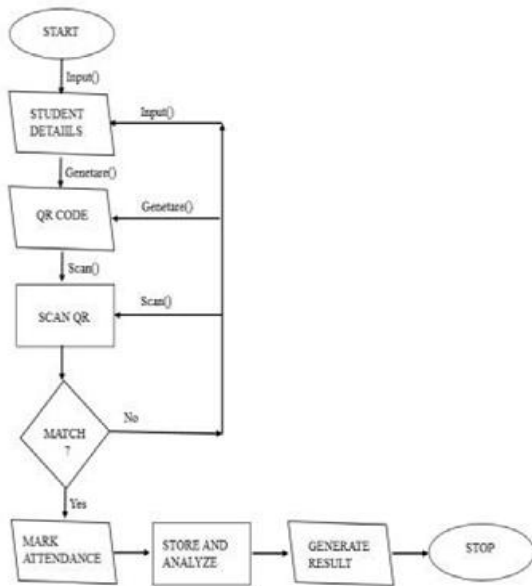 START
Input()
STUDENT
DETAIILS
Input()
Genetare()
QR CODE
Genetare()
Scan()
SCAN QR
Scan()
MATCH
?
No
Yes
MARK
ATTENDANCE
STORE AND
ANALYZE
GENERATE
RESULT
STOP